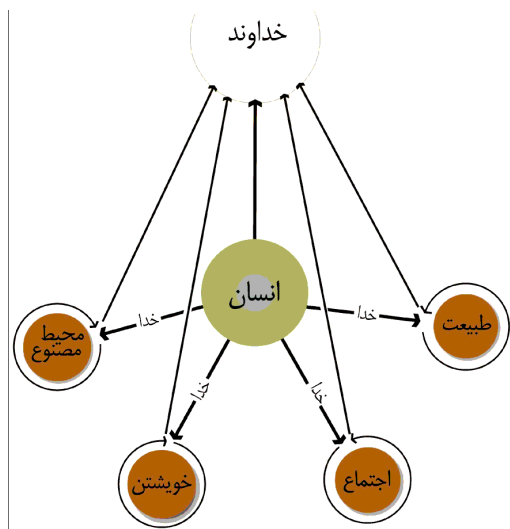 خداوند
انسان
خدا
خدا
خدا
خدا
طبیعت
محیط
مصنوع
اجتماع
خویشتن